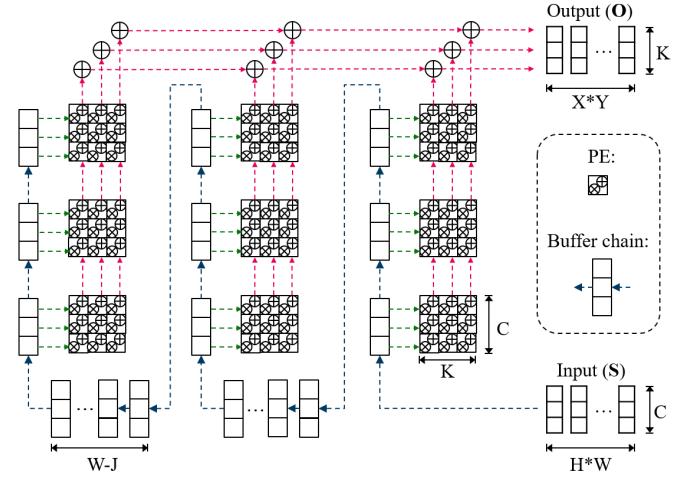 Output (O)
...
K
X*Y
PE:
Buffer chain:
C
K
Input (S)
...
...
...
C
W-J
H*W